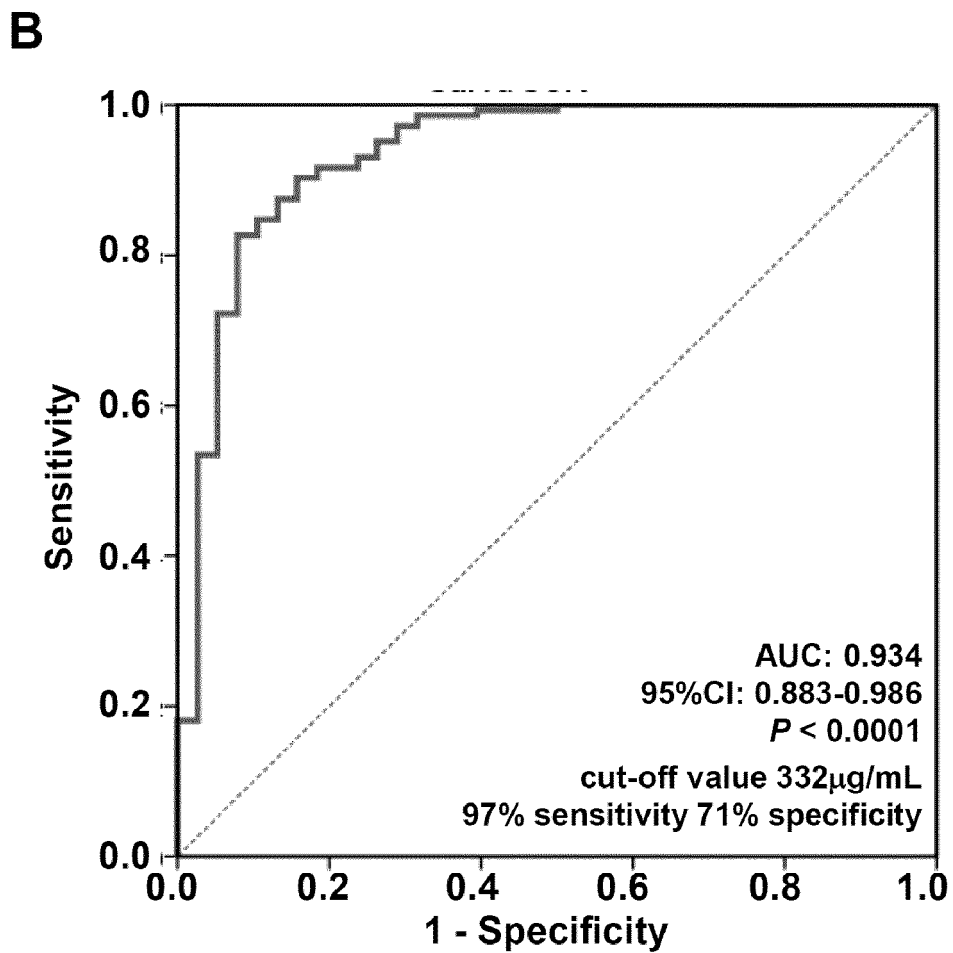 B
1.0
0.8
0.6
0.4
0.2
0.0
Sensitivity
0.0 0.2 0.4 0.6 0.8 1.0
1 - Specificity
AUC: 0.934
95%CI: 0.883-0.986
P < 0.0001
cut-off value 332μg/mL
97% sensitivity 71% specificity